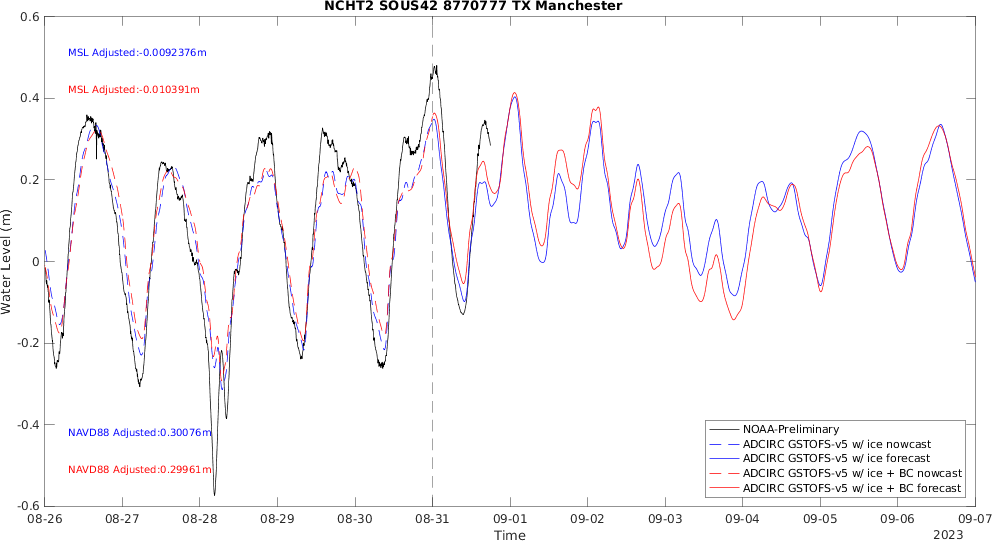 NCHT2 SOUS42 8770777 TX Manchester
0.6
0.4
0.2
0
-0.2
-0.4
-0.6
Water Level (m)
MSL Adjusted:-0.0092376m
MSL Adjusted:-0.010391m
NAVD88 Adjusted:0.30076m
NAVD88 Adjusted:0.29961m
NOAA-Preliminary
ADCIRC GSTOFS-v5 w/ ice nowcast
ADCIRC GSTOFS-v5 w/ ice forecast
ADCIRC GSTOFS-v5 w/ ice + BC nowcast
ADCIRC GSTOFS-v5 w/ ice + BC forecast
08-26 08-27 08-28 08-29 08-30 08-31 09-01 09-02 09-03 09-04 09-05 09-06 09-07
Time
2023